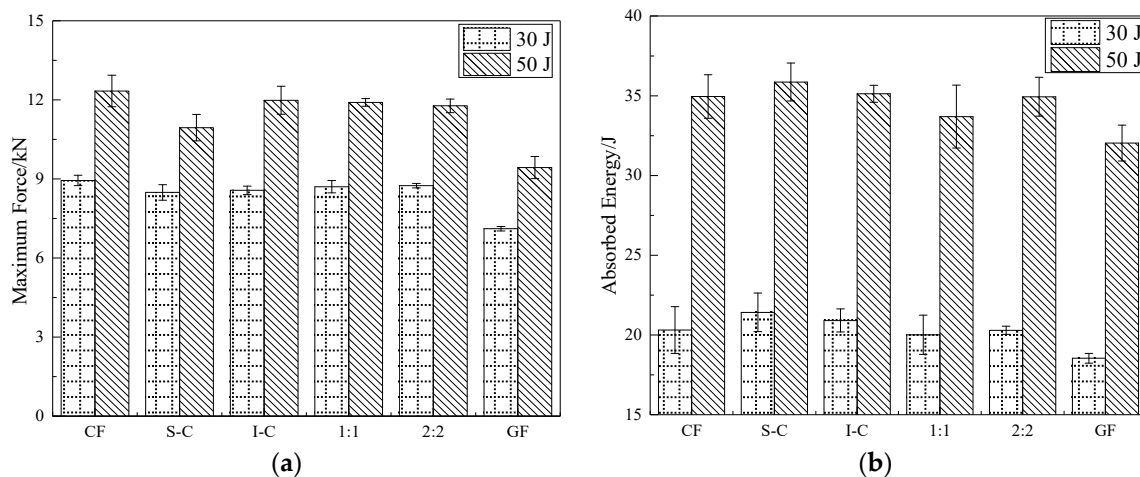 15
12
9
6
3
0
Maximum Force/kN
30 J
50 J
CF S-C I-C 1:1 2:2 GF
(a)
40
35
30
25
20
15
Absorbed Energy/J
30 J
50 J
CF S-C I-C 1:1 2:2 GF
(b)